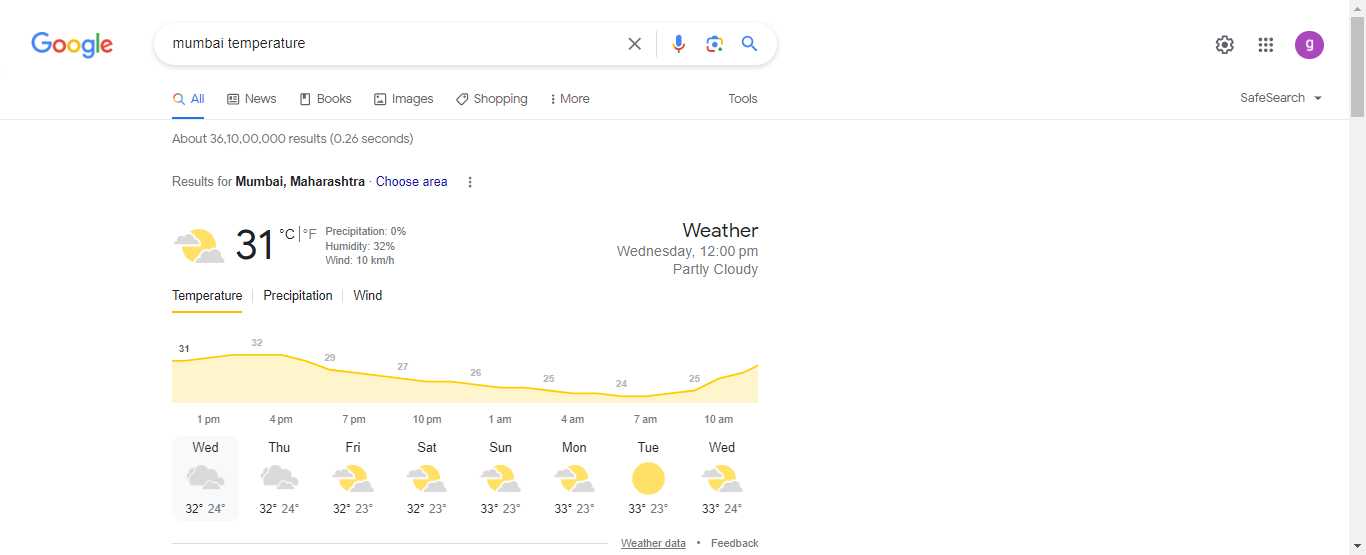 Google
mumbai temperature
g
All News Books Images Shopping More Tools SafeSearch
About 36,10,00,000 results (0.26 seconds)
Results for Mumbai, Maharashtra · Choose area
31 °C | °F
Precipitation: 0%
Humidity: 32%
Wind: 10 km/h
Weather
Wednesday, 12:00 pm
Partly Cloudy
Temperature Precipitation Wind
31 32 29 27 26 25 24 25
1 pm 4 pm 7 pm 10 pm 1 am 4 am 7 am 10 am
Wed Thu Fri Sat Sun Mon Tue Wed
32° 24° 32° 24° 32° 23° 32° 23° 33° 23° 33° 23° 33° 23° 33° 24°
Weather data • Feedback